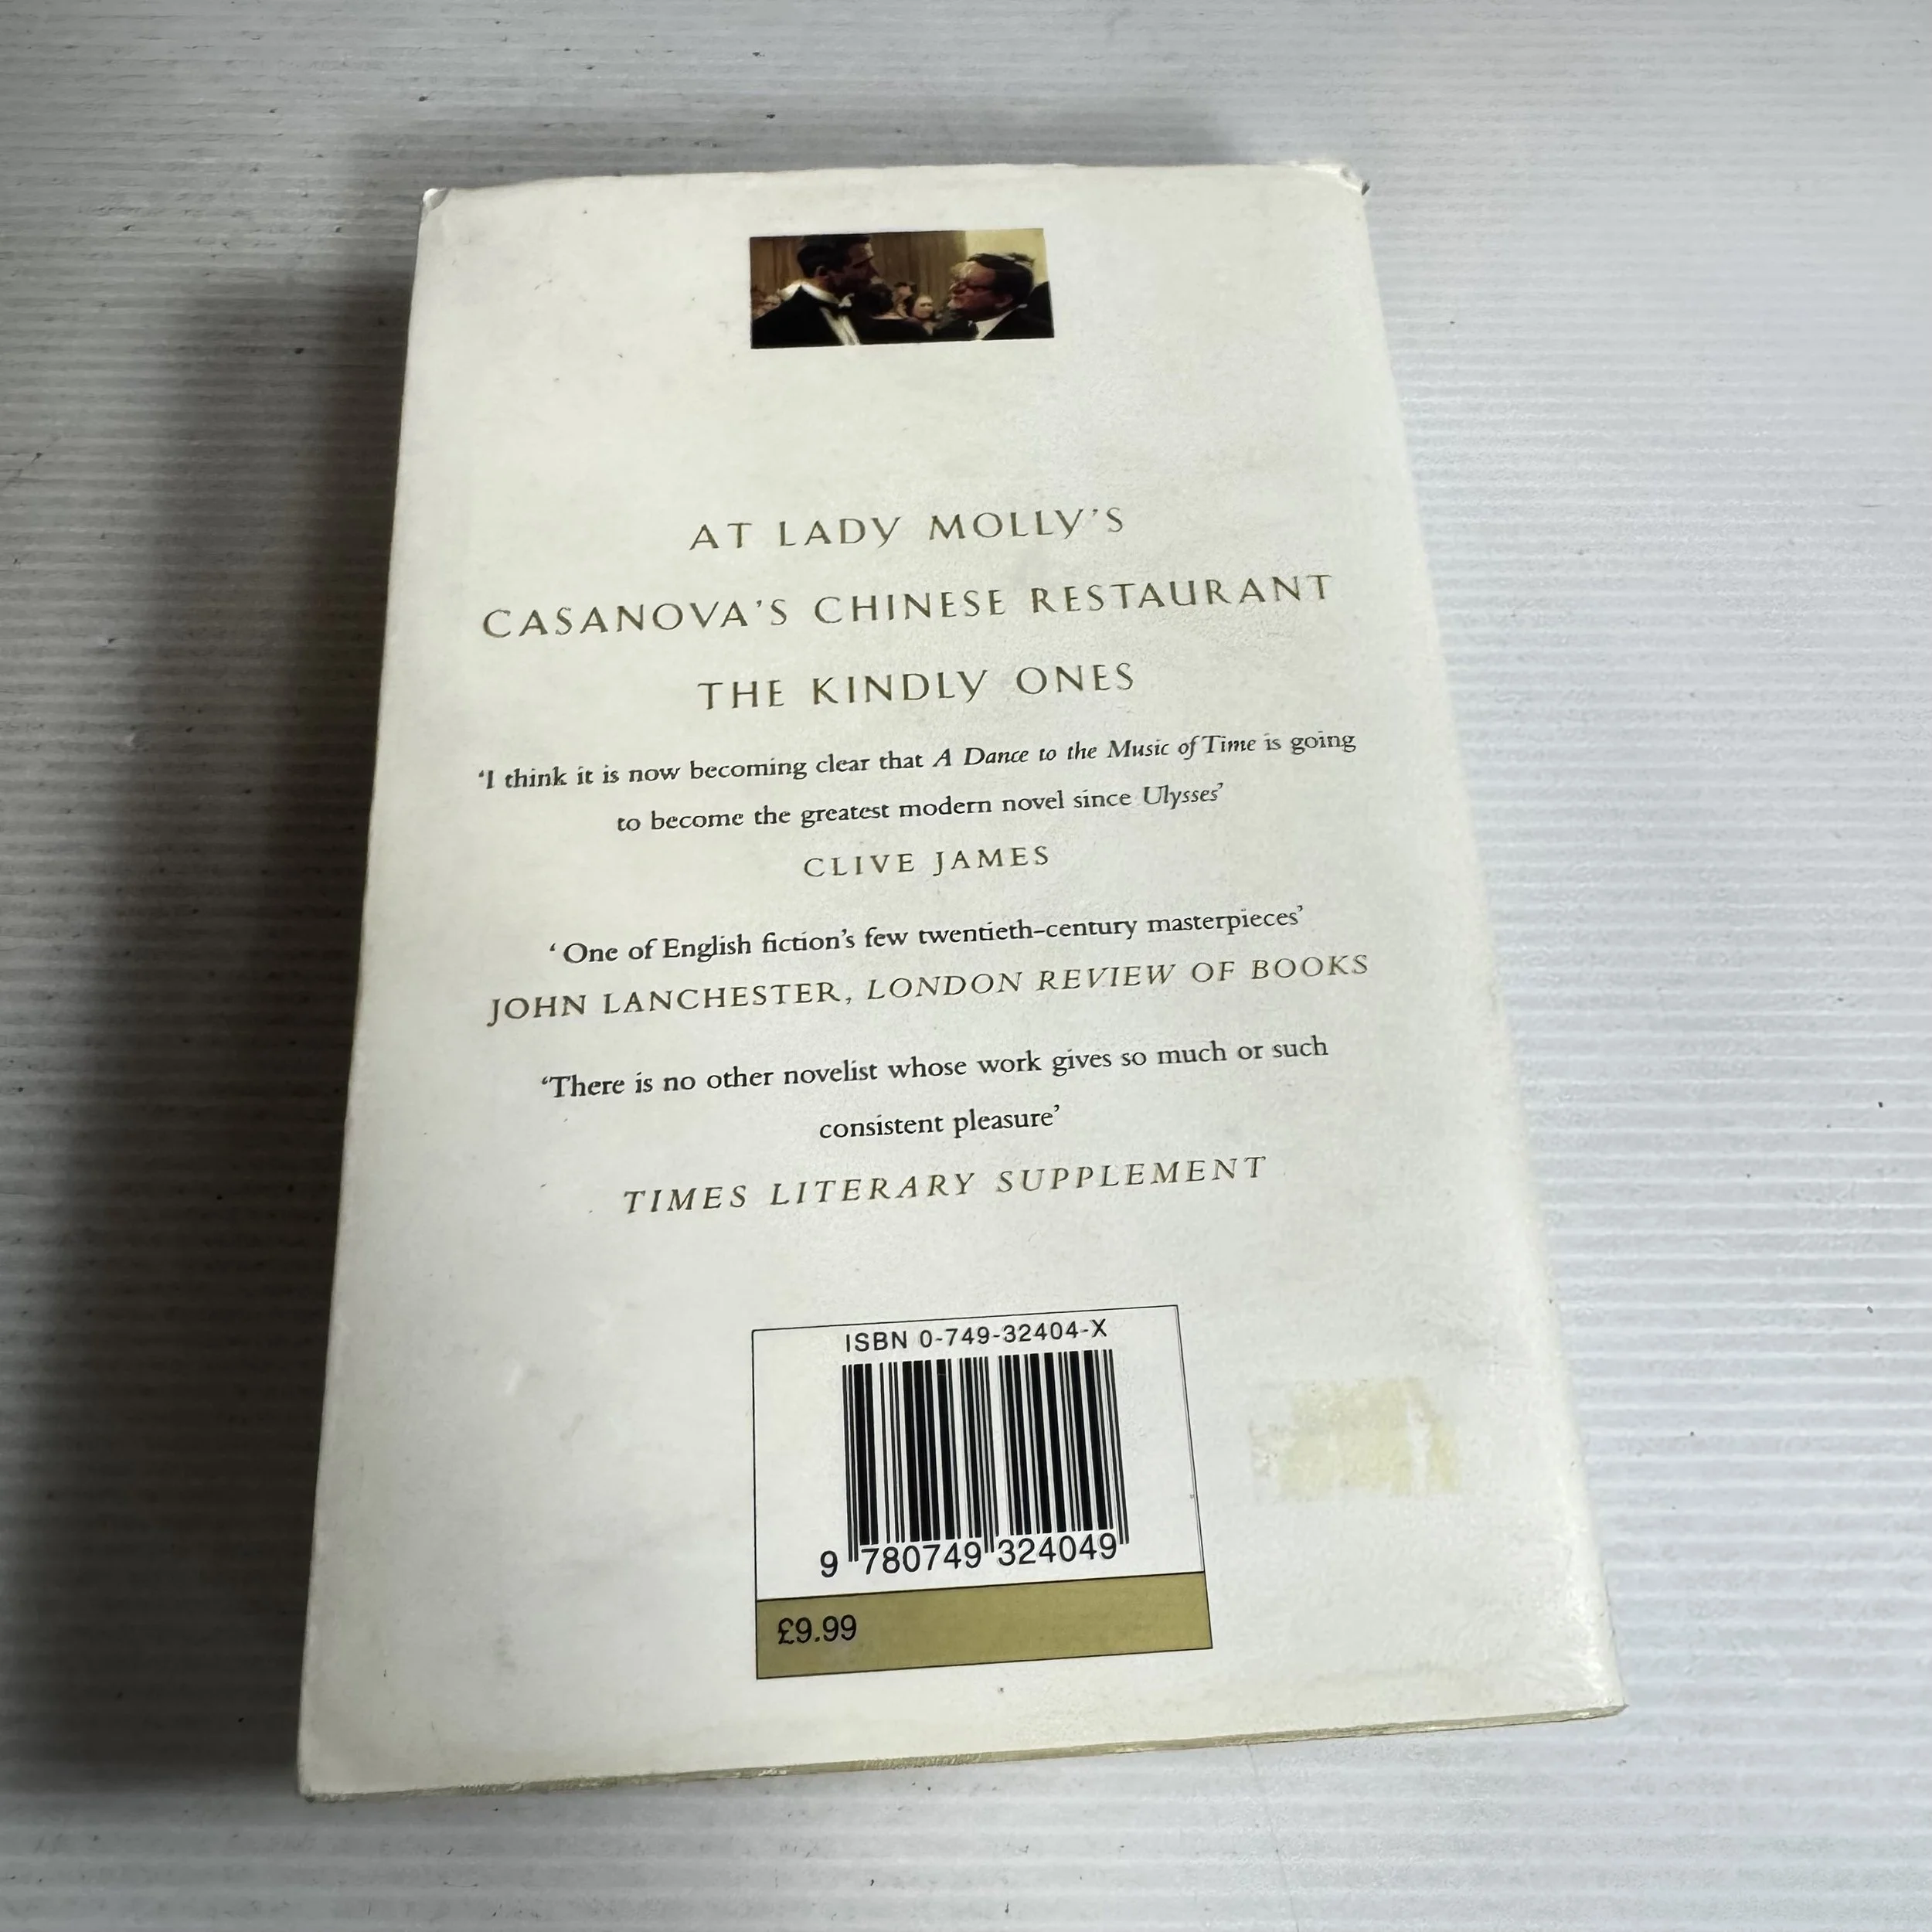 AT LADY MOLLY'S
CASANOVA'S CHINESE RESTAURANT
THE KINDLY ONES
‘I think it is now becoming clear that A Dance to the Music of Time is going
to become the greatest modern novel since Ulysses’
CLIVE JAMES
‘ One of English fiction’s few twentieth-century masterpieces’
JOHN LANCHESTER, LONDON REVIEW OF BOOKS
‘There is no other novelist whose work gives so much or such
consistent pleasure’
TIMES LITERARY SUPPLEMENT
ISBN 0-749-32404-X
9 780749 324049
£9.99